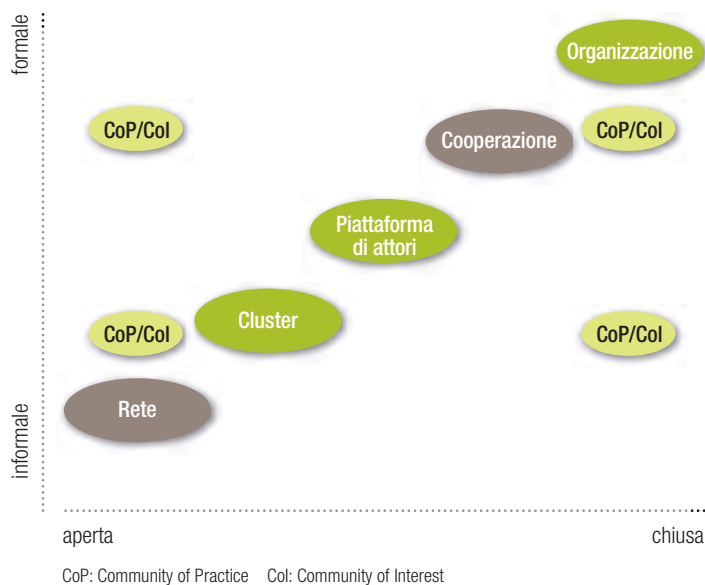 formale
Organizzazione
CoP/CoI
Cooperazione
CoP/CoI
Piattaforma
di attori
Cluster
CoP/CoI
CoP/CoI
Rete
informale
aperta
chiusa
CoP: Community of Practice CoI: Community of Interest